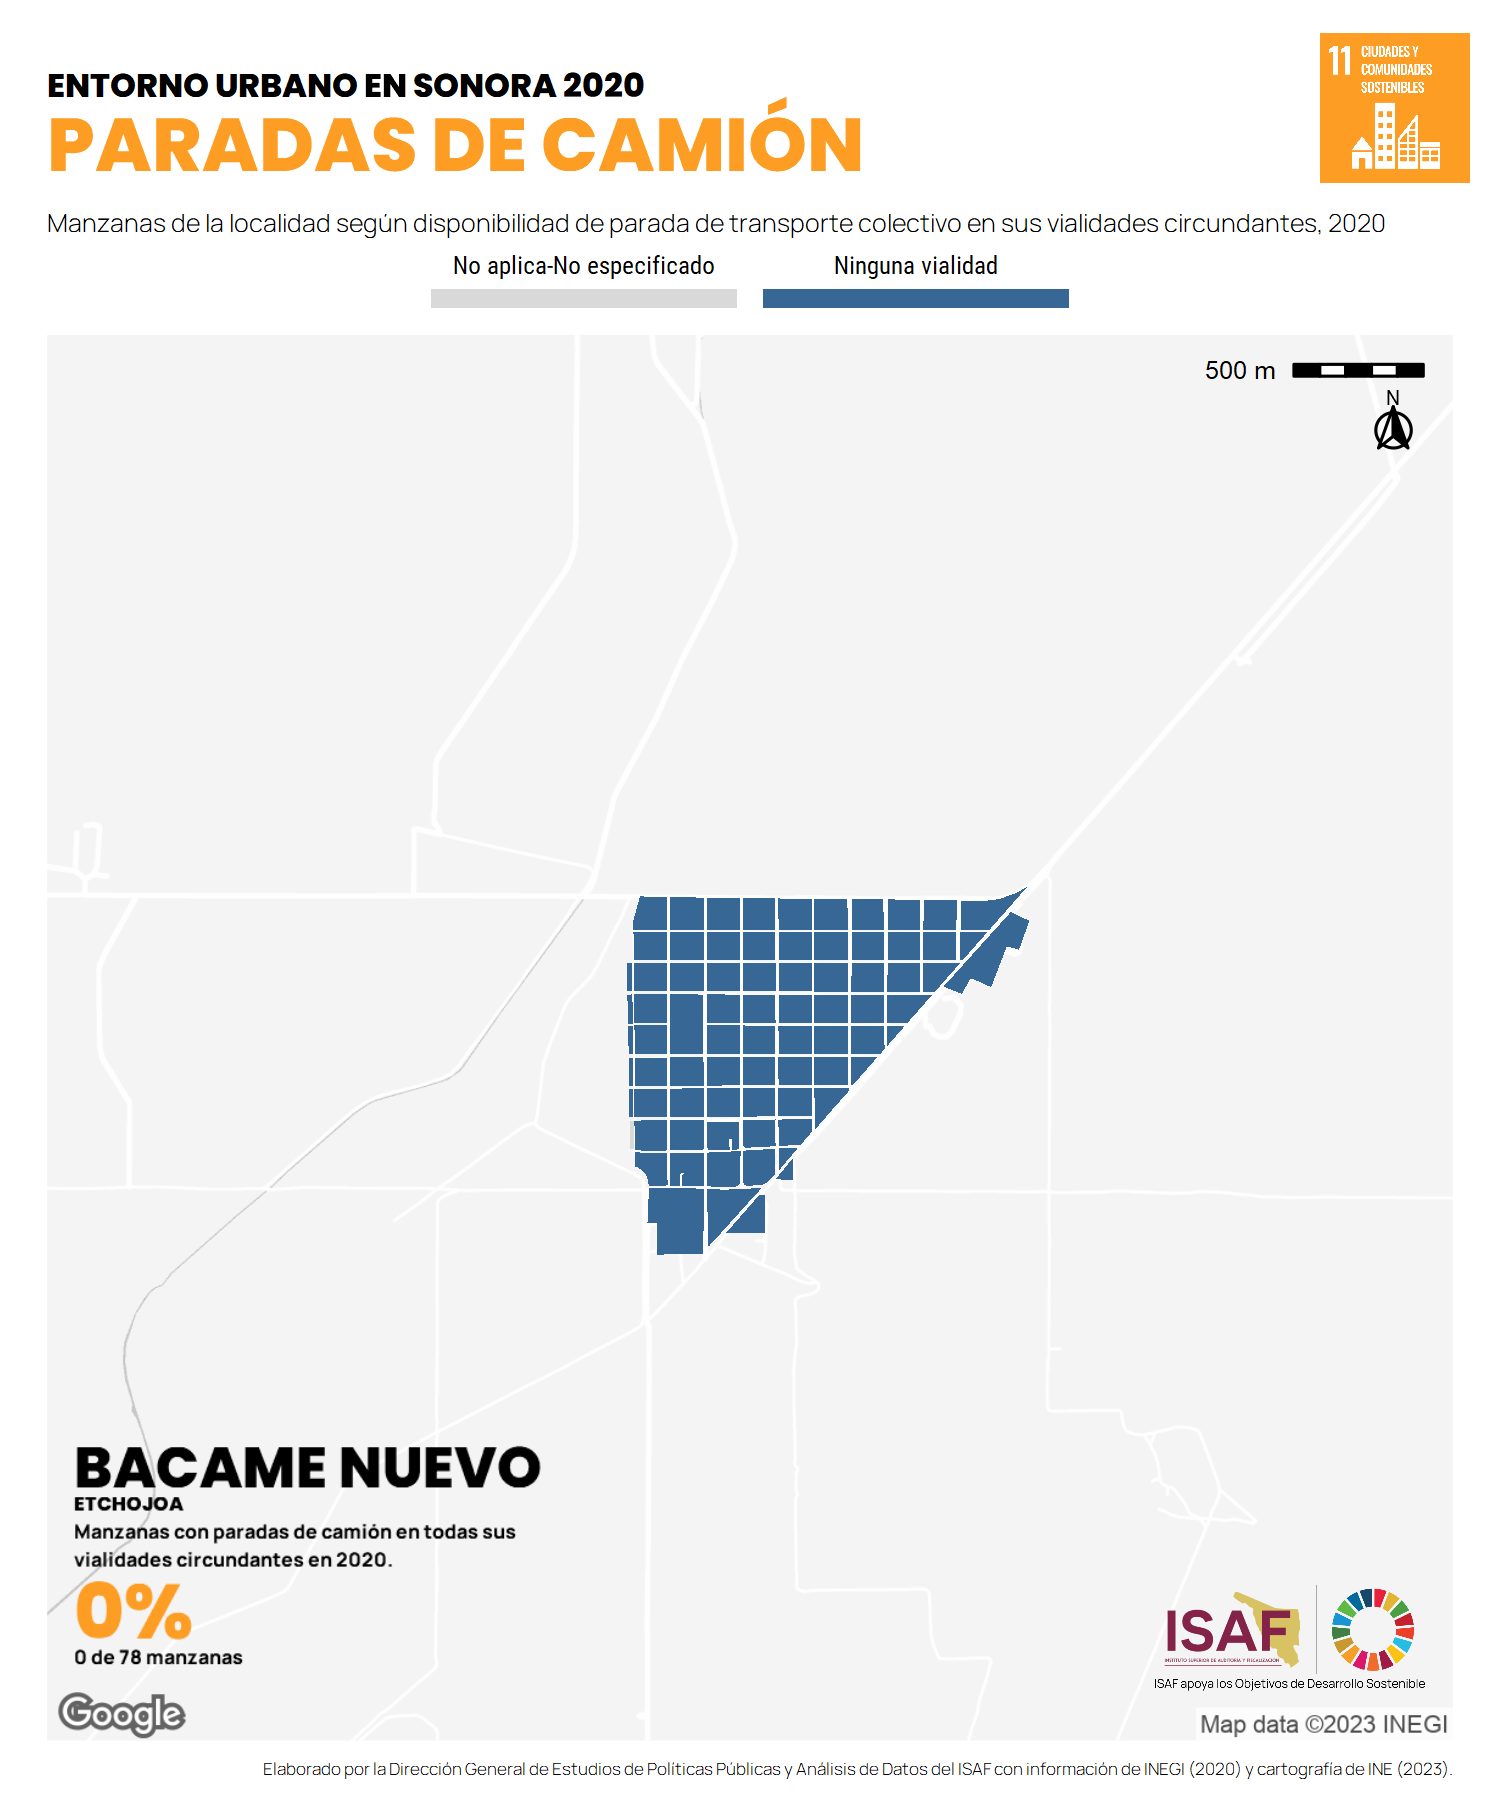 11 CIUDADES Y
COMUNIDADES
SOSTENIBLES
ENTORNO URBANO EN SONORA 2020
PARADAS DE CAMIÓN
Manzanas de la localidad según disponibilidad de parada de transporte colectivo en sus vialidades circundantes, 2020
No aplica-No especificado
Ninguna vialidad
500 m
N
BACAME NUEVO
ETCHOJOA
Manzanas con paradas de camión en todas sus
vialidades circundantes en 2020.
0%
0 de 78 manzanas
Google
ISAF
INSTITUTO SUPERIOR DE AUDITORÍA Y FISCALIZACIÓN
ISAF apoya los Objetivos de Desarrollo Sostenible
Map data ©2023 INEGI
Elaborado por la Dirección General de Estudios de Políticas Públicas y Análisis de Datos del ISAF con información de INEGI (2020) y cartografía de INE (2023).